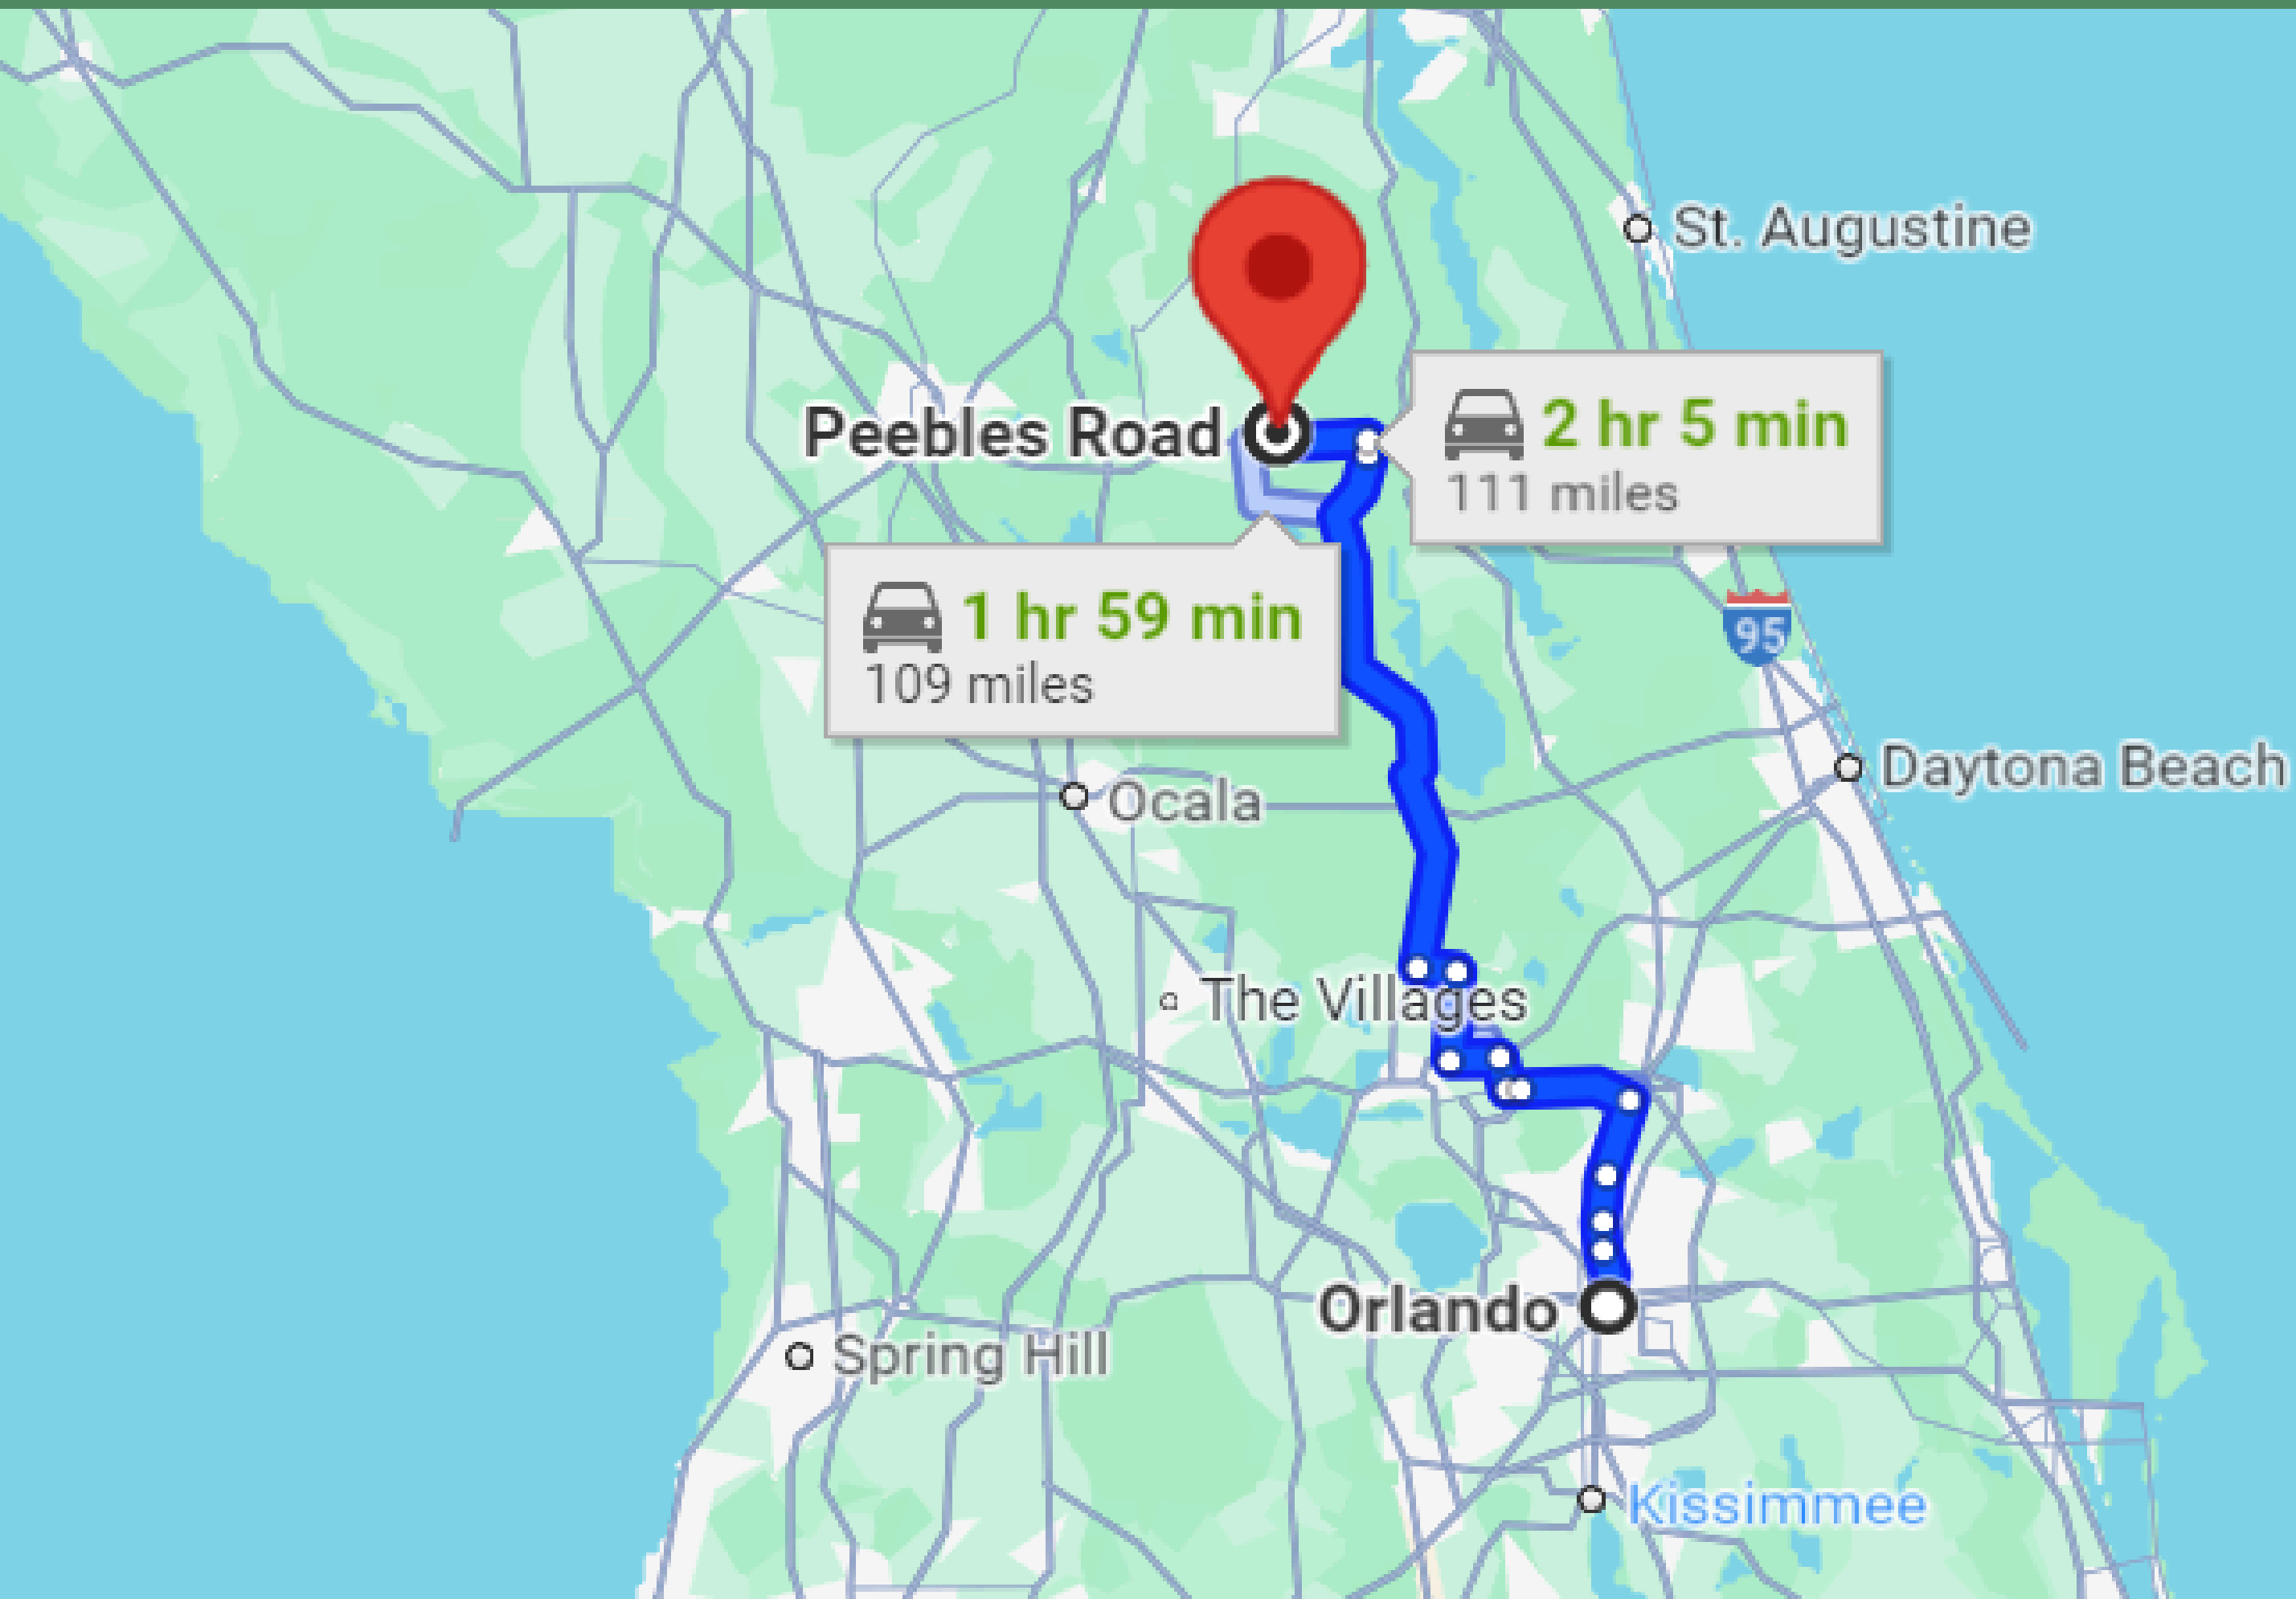 St. Augustine
Peebles Road
2 hr 5 min
111 miles
1 hr 59 min
109 miles
95
Daytona Beach
Ocala
The Villages
Orlando
Spring Hill
Kissimmee